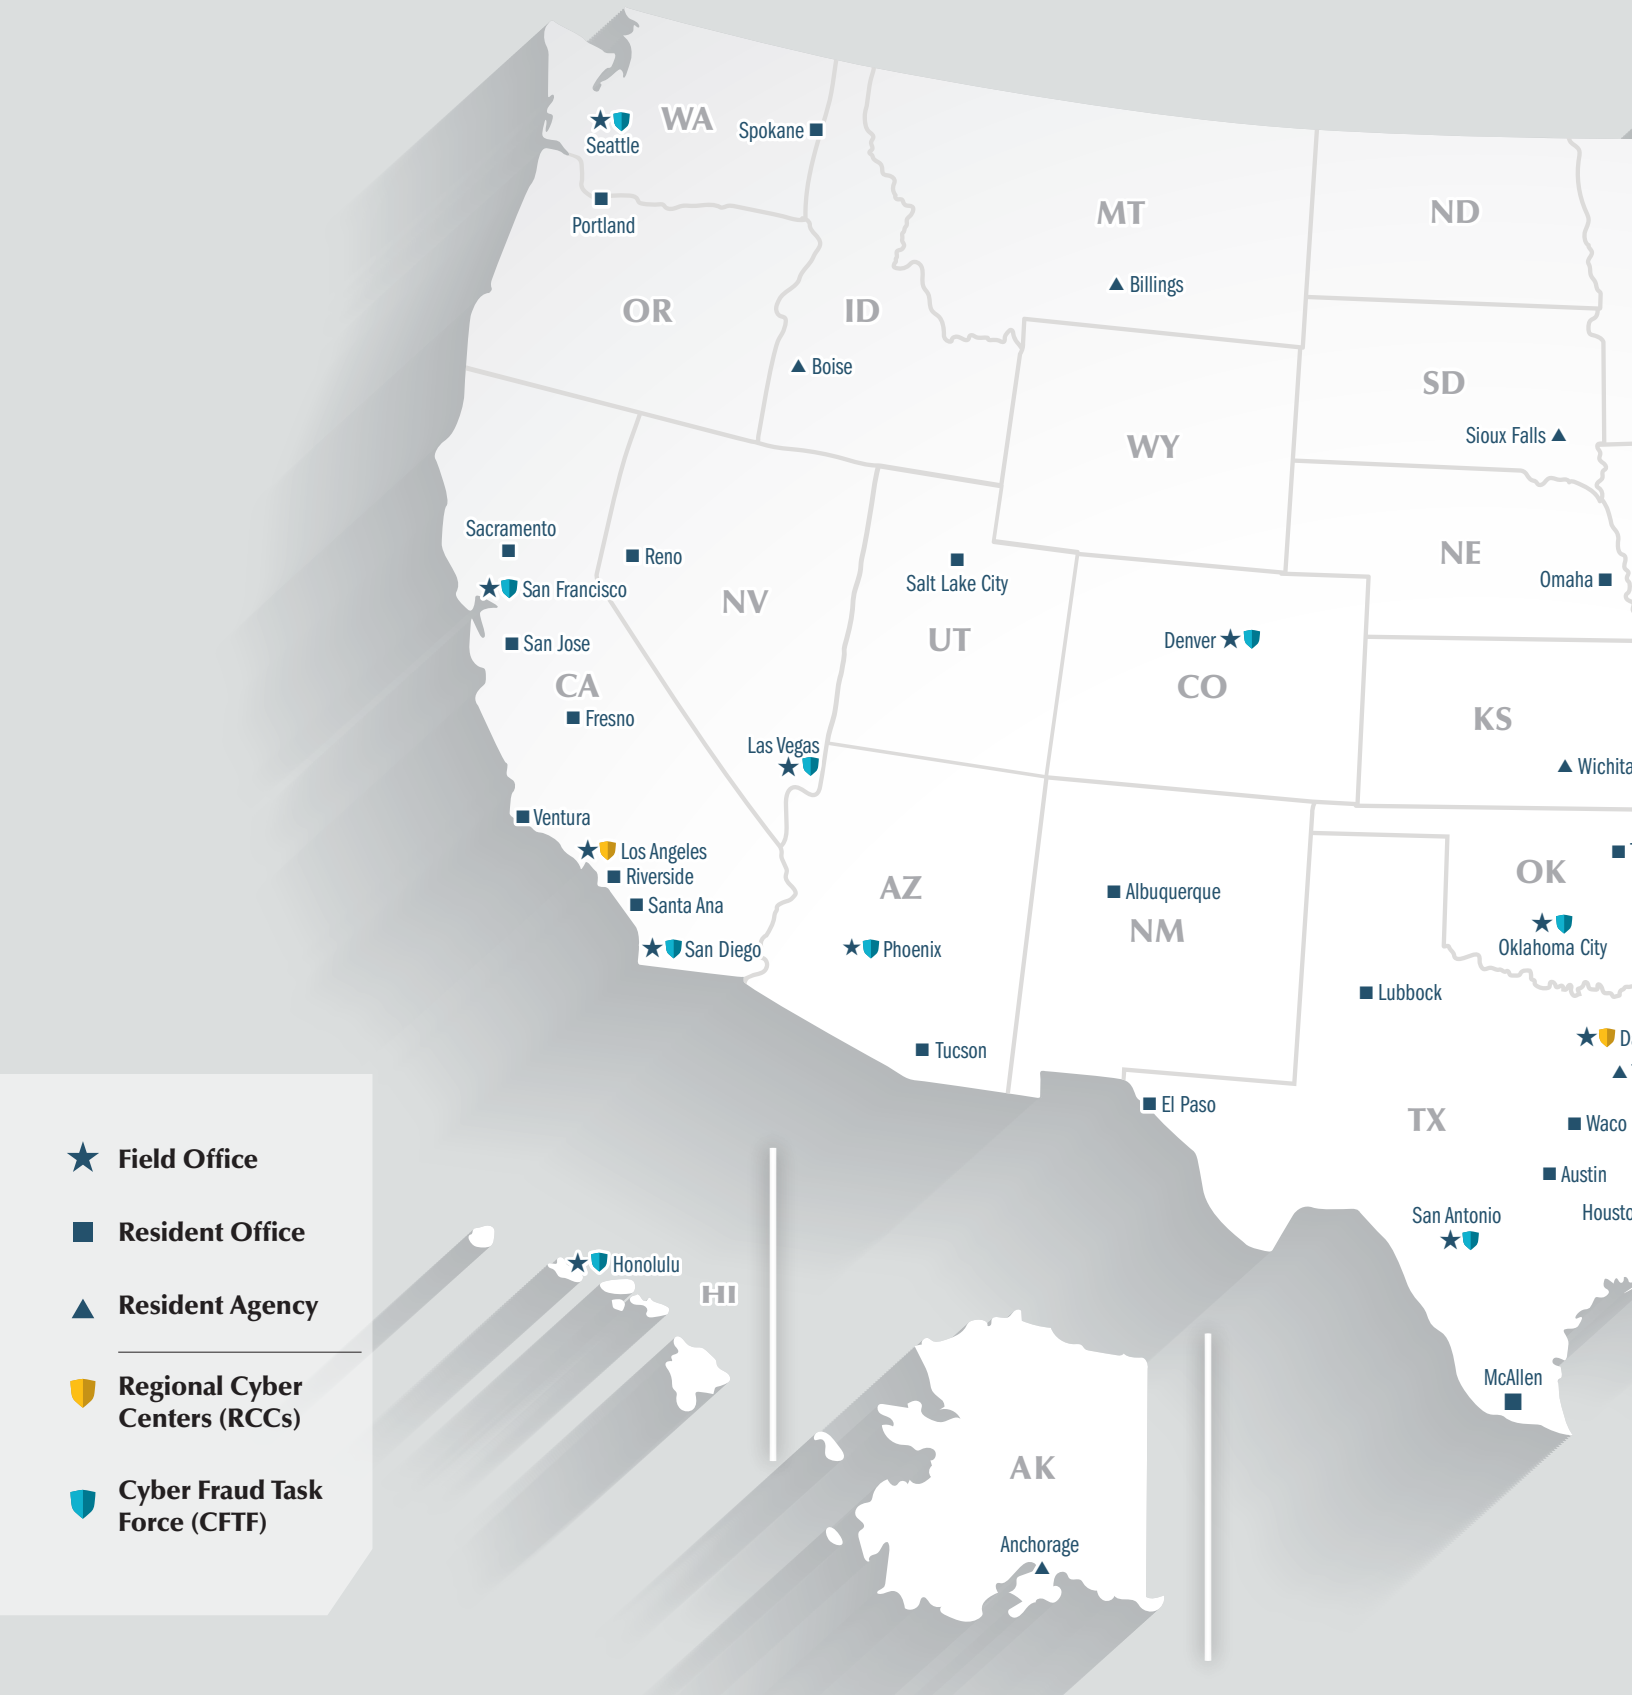 WA
Seattle
Spokane
Portland
MT
ND
OR
ID
Billings
Boise
SD
Sioux Falls
WY
Sacramento
Reno
San Francisco
NV
Salt Lake City
UT
NE
Omaha
San Jose
CA
Fresno
Denver
CO
KS
Las Vegas
Wichita
Ventura
Los Angeles
Riverside
Santa Ana
San Diego
AZ
Phoenix
Albuquerque
NM
OK
T
Oklahoma City
Lubbock
D
Tucson
El Paso
TX
Waco
Austin
San Antonio
Housto
McAllen
Field Office
Resident Office
Resident Agency
Regional Cyber
Centers (RCCs)
Cyber Fraud Task
Force (CFTF)
Honolulu
HI
AK
Anchorage